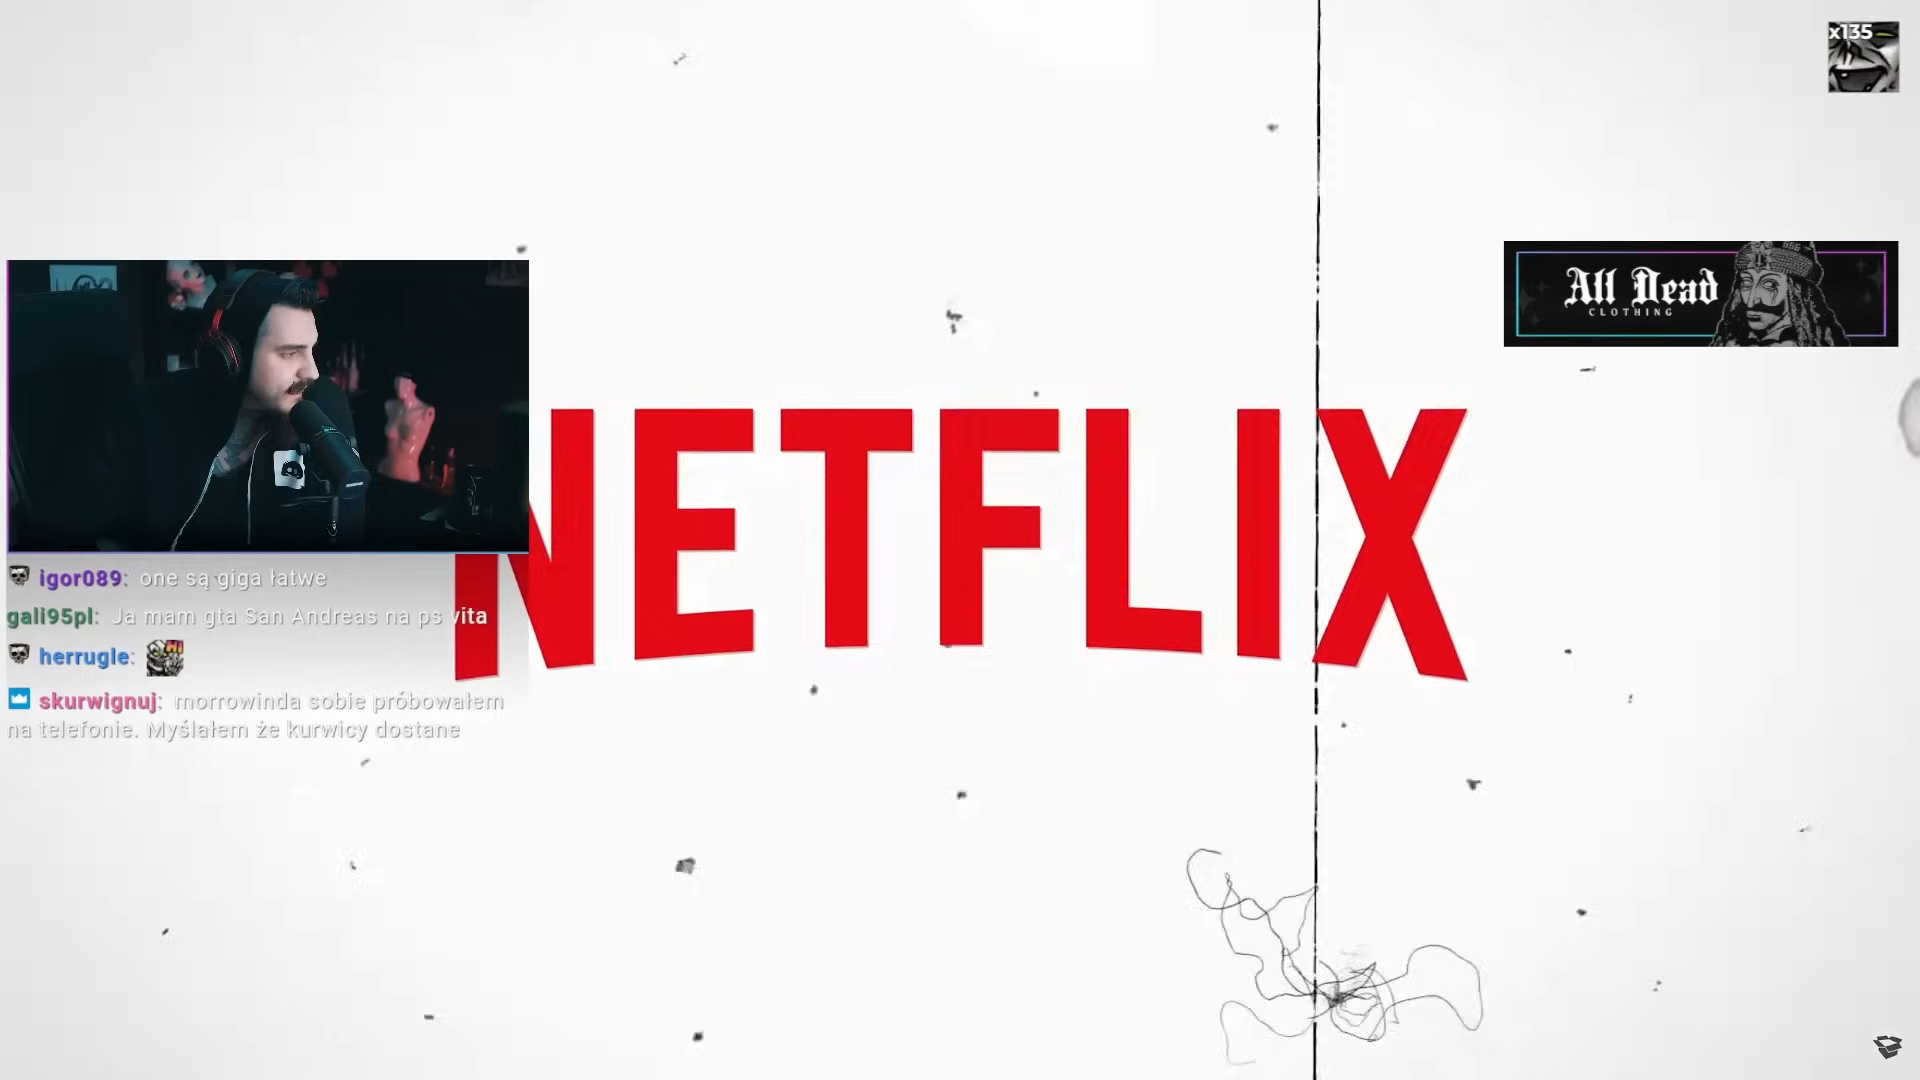 x135
All Dead
CLOTHING
NETFLIX
igor089: one są giga łatwe
gali95pl: Ja mam gta San Andreas na ps vita
herrugle: HI
skurwignuj: morrowinda sobie próbowałem
na telefonie. Myślałem że kurwicy dostane